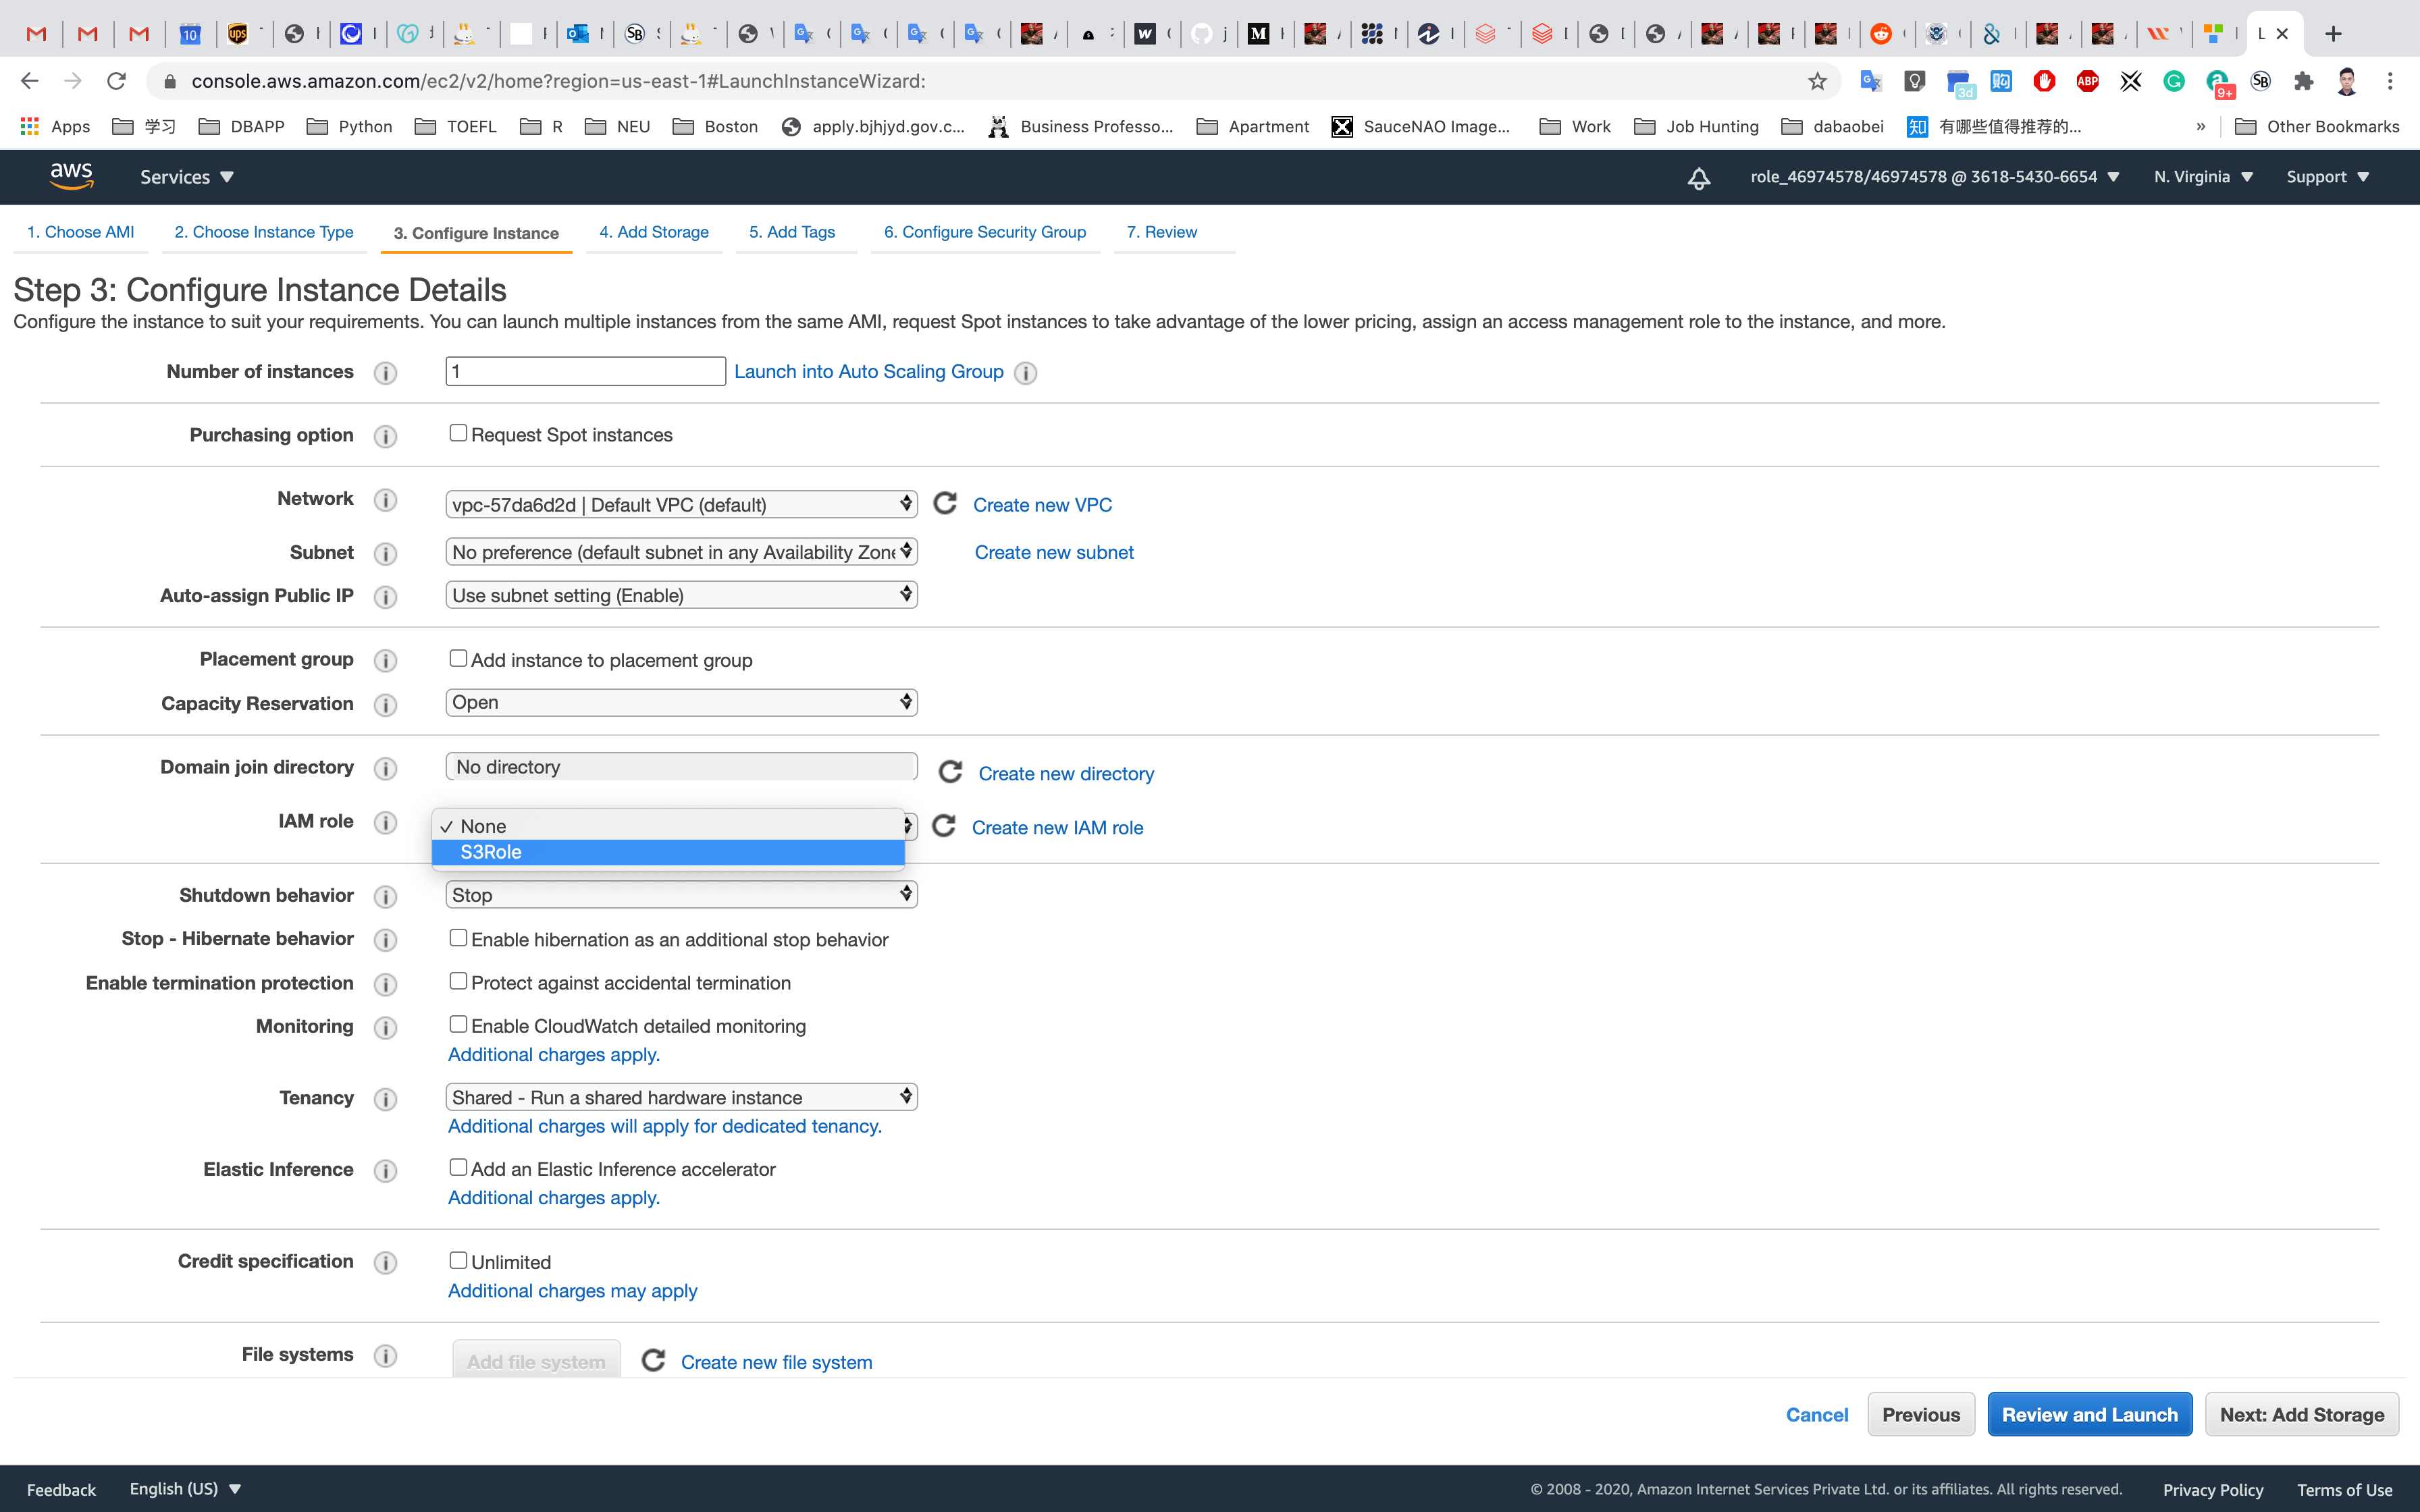 10
ups
SB
W
M
L
console.aws.amazon.com/ec2/v2/home?region=us-east-1#LaunchInstanceWizard:
3d
ABP
9+
SB
Apps 学习 DBAPP Python TOEFL R NEU Boston apply.bjhjyd.gov.c... Business Professo... Apartment SauceNAO Image... Work Job Hunting dabaobei 知 有哪些值得推荐的... » Other Bookmarks
aws Services role_46974578/46974578 @ 3618-5430-6654 N. Virginia Support
1. Choose AMI 2. Choose Instance Type 3. Configure Instance 4. Add Storage 5. Add Tags 6. Configure Security Group 7. Review
Step 3: Configure Instance Details
Configure the instance to suit your requirements. You can launch multiple instances from the same AMI, request Spot instances to take advantage of the lower pricing, assign an access management role to the instance, and more.
Number of instances i 1 Launch into Auto Scaling Group i
Purchasing option i Request Spot instances
Network i vpc-57da6d2d | Default VPC (default) Create new VPC
Subnet i No preference (default subnet in any Availability Zone Create new subnet
Auto-assign Public IP i Use subnet setting (Enable)
Placement group i Add instance to placement group
Capacity Reservation i Open
Domain join directory i No directory Create new directory
IAM role i ✓ None Create new IAM role
S3Role
Shutdown behavior i Stop
Stop - Hibernate behavior i Enable hibernation as an additional stop behavior
Enable termination protection i Protect against accidental termination
Monitoring i Enable CloudWatch detailed monitoring
Additional charges apply.
Tenancy i Shared - Run a shared hardware instance
Additional charges will apply for dedicated tenancy.
Elastic Inference i Add an Elastic Inference accelerator
Additional charges apply.
Credit specification i Unlimited
Additional charges may apply
File systems i Add file system Create new file system
Cancel Previous Review and Launch Next: Add Storage
Feedback English (US) © 2008 - 2020, Amazon Internet Services Private Ltd. or its affiliates. All rights reserved. Privacy Policy Terms of Use